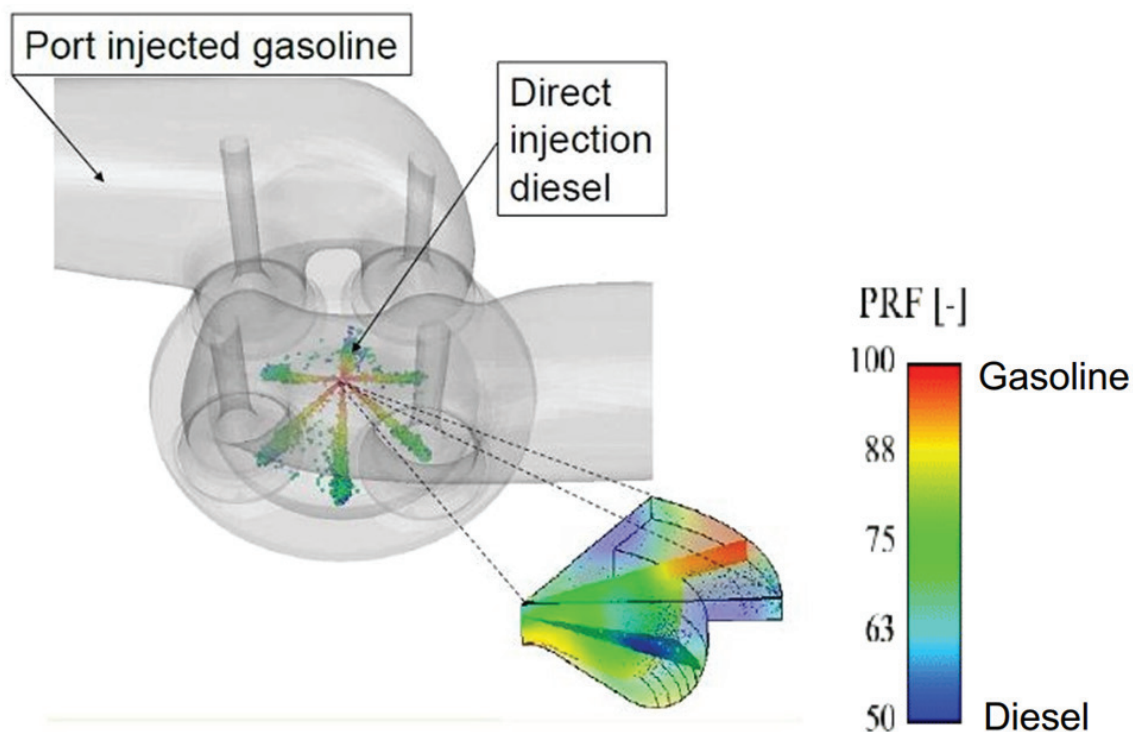 Port injected gasoline
Direct
injection
diesel
PRF [-]
100
Gasoline
88
75
63
50
Diesel